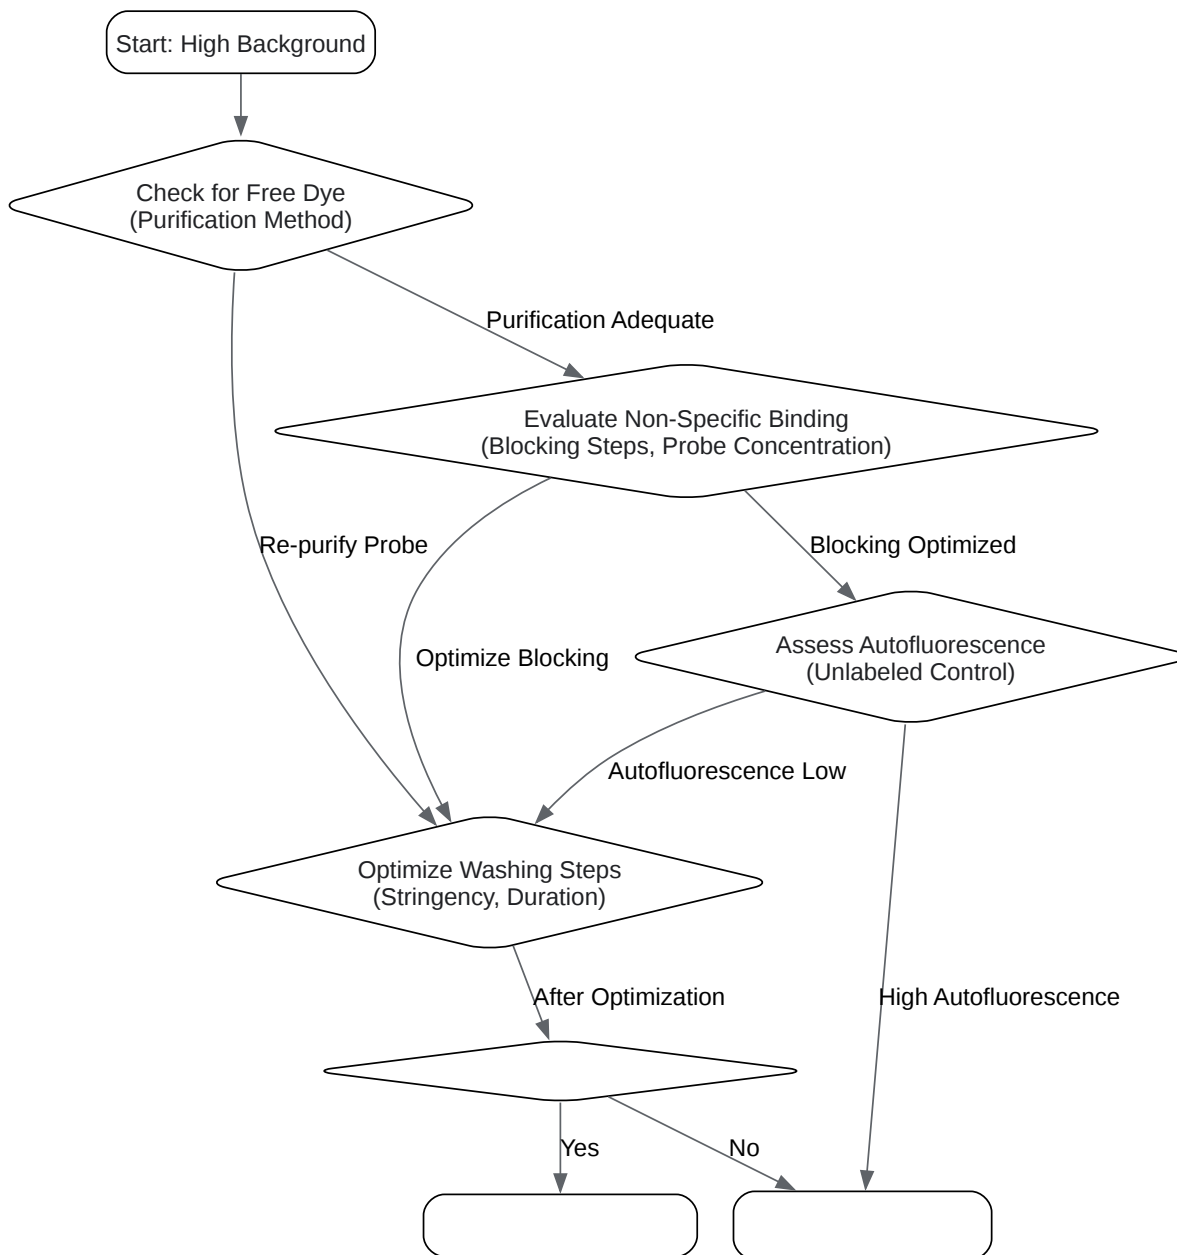 Start: High Background
Check for Free Dye
(Purification Method)
Purification Adequate
Evaluate Non-Specific Binding
(Blocking Steps, Probe Concentration)
Re-purify Probe
Blocking Optimized
Optimize Blocking
Assess Autofluorescence
(Unlabeled Control)
Autofluorescence Low
Optimize Washing Steps
(Stringency, Duration)
After Optimization
High Autofluorescence
Yes
No